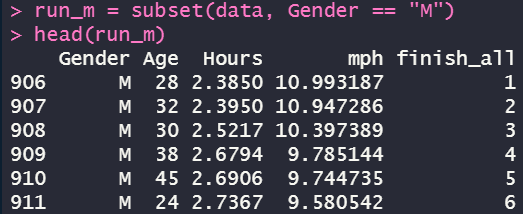 > run_m = subset(data, Gender == "M")
> head(run_m)
Gender Age Hours mph finish_all
906 M 28 2.3850 10.993187 1
907 M 32 2.3950 10.947286 2
908 M 30 2.5217 10.397389 3
909 M 38 2.6794 9.785144 4
910 M 45 2.6906 9.744735 5
911 M 24 2.7367 9.580542 6